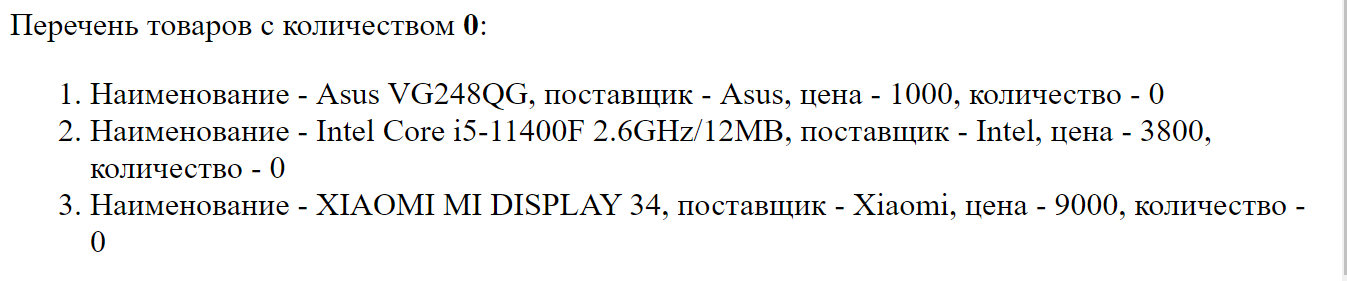 Перечень товаров с количеством 0:
1. Наименование - Asus VG248QG, поставщик - Asus, цена - 1000, количество - 0
2. Наименование - Intel Core i5-11400F 2.6GHz/12MB, поставщик - Intel, цена - 3800,
количество - 0
3. Наименование - XIAOMI MI DISPLAY 34, поставщик - Xiaomi, цена - 9000, количество -
0